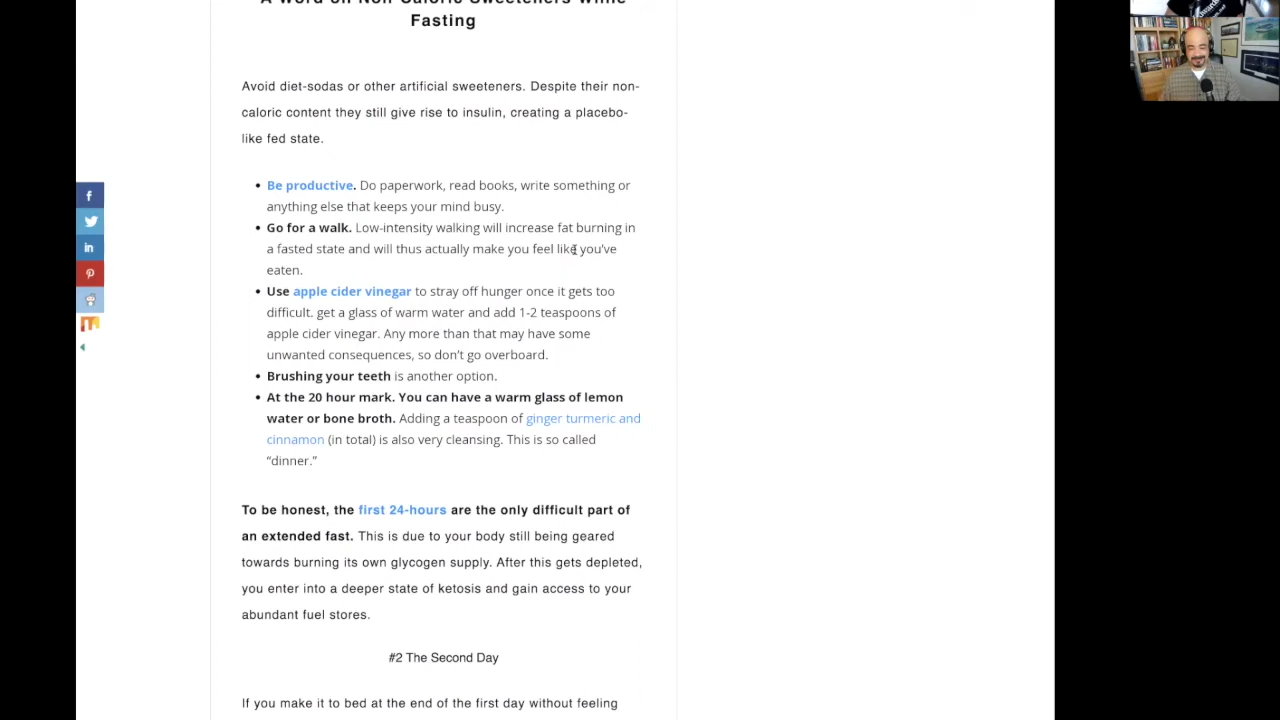 A Word on Non-Caloric Sweeteners While
Fasting
Avoid diet-sodas or other artificial sweeteners. Despite their non-
caloric content they still give rise to insulin, creating a placebo-
like fed state.
Be productive. Do paperwork, read books, write something or
anything else that keeps your mind busy.
Go for a walk. Low-intensity walking will increase fat burning in
a fasted state and will thus actually make you feel like you've
eaten.
Use apple cider vinegar to stray off hunger once it gets too
difficult. get a glass of warm water and add 1-2 teaspoons of
apple cider vinegar. Any more than that may have some
unwanted consequences, so don't go overboard.
Brushing your teeth is another option.
At the 20 hour mark. You can have a warm glass of lemon
water or bone broth. Adding a teaspoon of ginger turmeric and
cinnamon (in total) is also very cleansing. This is so called
“dinner.”
To be honest, the first 24-hours are the only difficult part of
an extended fast. This is due to your body still being geared
towards burning its own glycogen supply. After this gets depleted,
you enter into a deeper state of ketosis and gain access to your
abundant fuel stores.
#2 The Second Day
If you make it to bed at the end of the first day without feeling